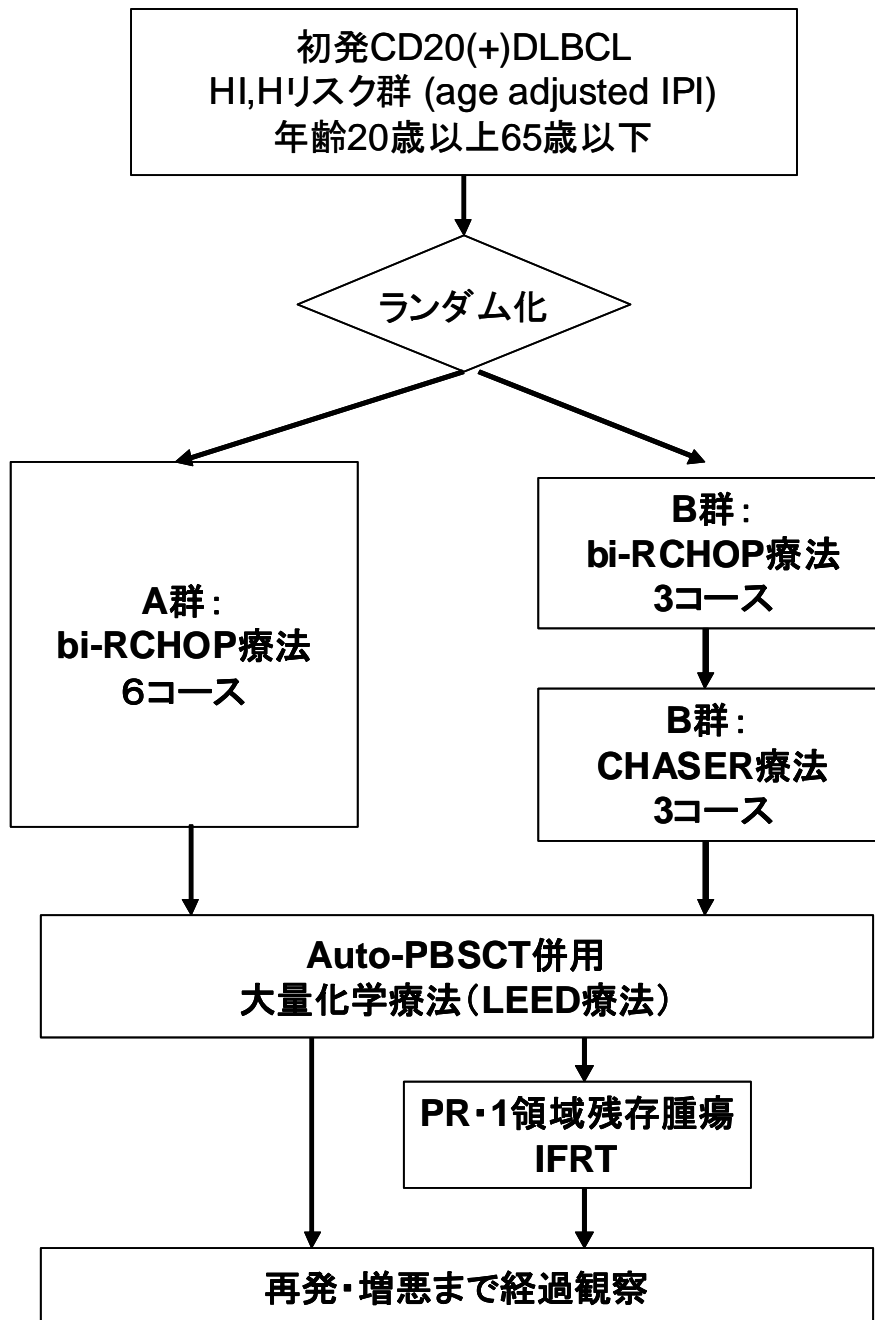 初発CD20(+)DLBCL
HI,Hリスク群 (age adjusted IPI)
年齢20歳以上65歳以下
ランダム化
A群：
bi-RCHOP療法
６コース
B群：
bi-RCHOP療法
3コース
B群：
CHASER療法
3コース
Auto-PBSCT併用
大量化学療法（LEED療法）
PR・1領域残存腫瘍
IFRT
再発・増悪まで経過観察